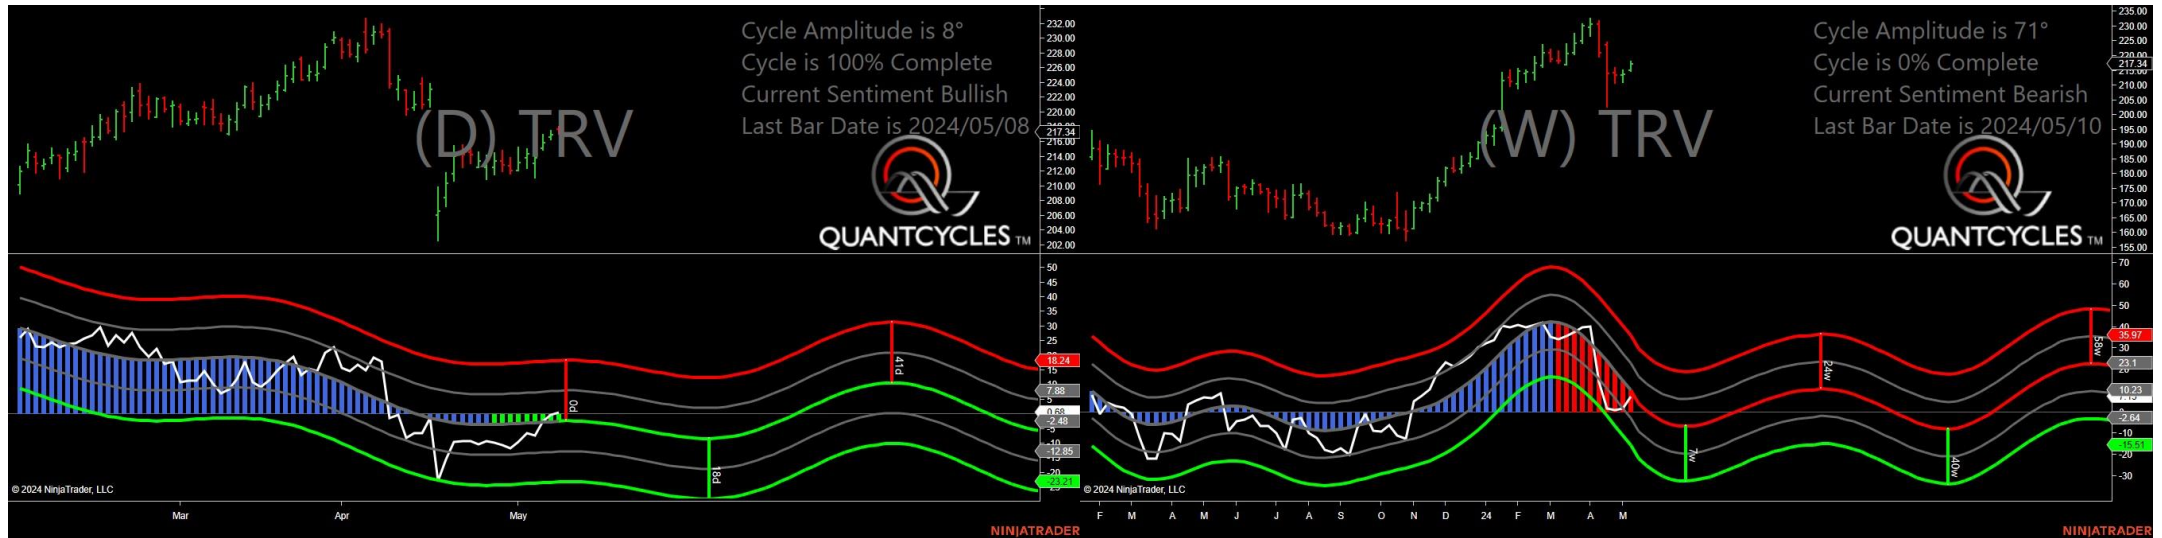 Cycle Amplitude is 8°
Cycle is 100% Complete
Current Sentiment Bullish
Last Bar Date is 2024/05/08
(D) TRV
QUANTCYCLES TM
232.00
230.00
228.00
226.00
224.00
222.00
220.00
217.34
216.00
214.00
212.00
210.00
208.00
206.00
204.00
202.00
50
45
40
35
30
25
18.24
7.88
0.68
-2.48
-12.85
-23.21
0d
18d
41d
© 2024 NinjaTrader, LLC
Mar
Apr
May
NINJATRADER
Cycle Amplitude is 71°
Cycle is 0% Complete
Current Sentiment Bearish
Last Bar Date is 2024/05/10
(W) TRV
QUANTCYCLES TM
235.00
230.00
225.00
220.00
217.34
210.00
205.00
200.00
195.00
190.00
185.00
180.00
175.00
170.00
165.00
160.00
155.00
70
60
50
35.97
30
23.1
10.23
-2.64
-10
-15.51
-20
-30
7w
24w
40w
58w
© 2024 NinjaTrader, LLC
F M A M J J A S O N D 24 F M A M
NINJATRADER